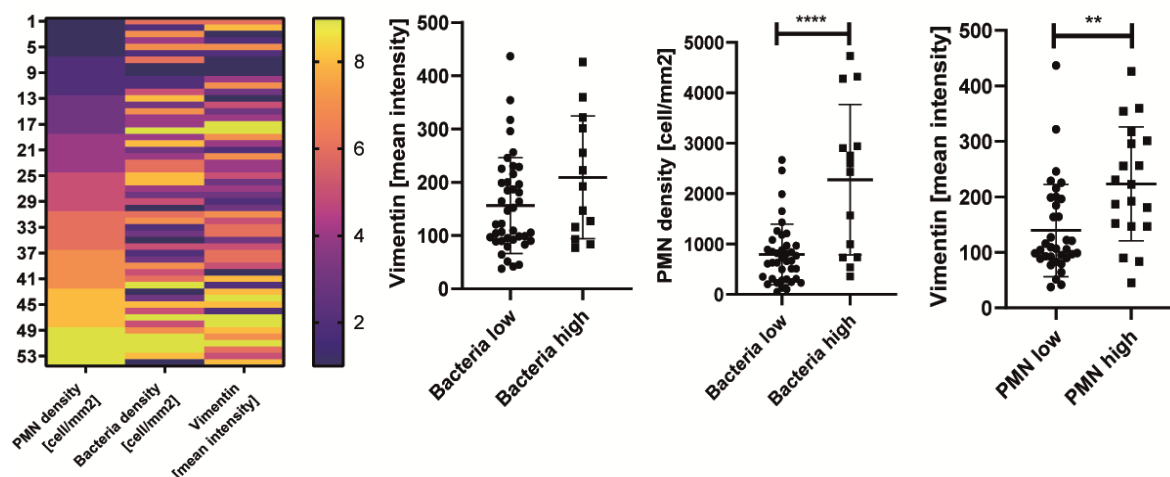 1
5
9
13
17
21
25
29
33
37
41
45
49
53
PMN density
[cell/mm2]
Bacteria density
[cell/mm2]
Vimentin
[mean intensity]
8
6
4
2
Vimentin [mean intensity]
500
400
300
200
100
0
Bacteria low
Bacteria high
****
PMN density [cell/mm2]
5000
4000
3000
2000
1000
0
Bacteria low
Bacteria high
**
Vimentin [mean intensity]
500
400
300
200
100
0
PMN low
PMN high